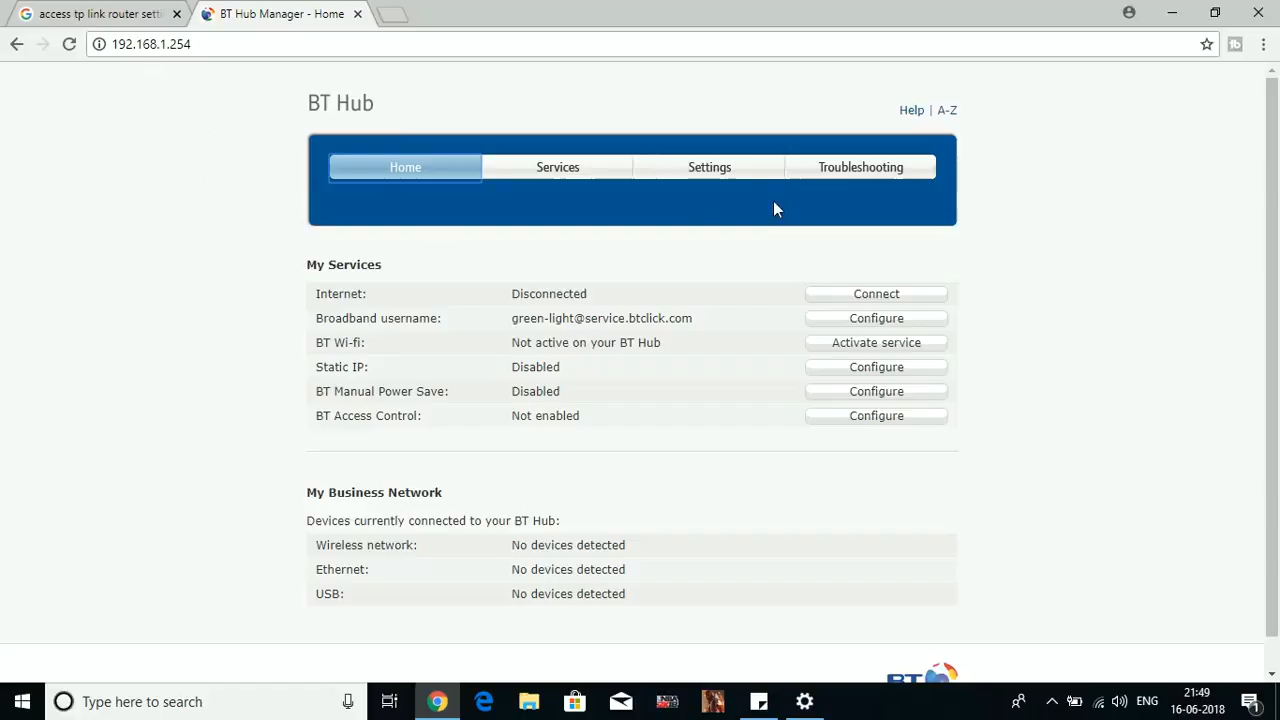 access tp link router sett
BT Hub Manager - Home
192.168.1.254
BT Hub
Help | A-Z
Home Services Settings Troubleshooting
My Services
Internet: Disconnected Connect
Broadband username: green-light@service.btclick.com Configure
BT Wi-fi: Not active on your BT Hub Activate service
Static IP: Disabled Configure
BT Manual Power Save: Disabled Configure
BT Access Control: Not enabled Configure
My Business Network
Devices currently connected to your BT Hub:
Wireless network: No devices detected
Ethernet: No devices detected
USB: No devices detected
BT
Type here to search
ENG
21:49
16-06-2018
1